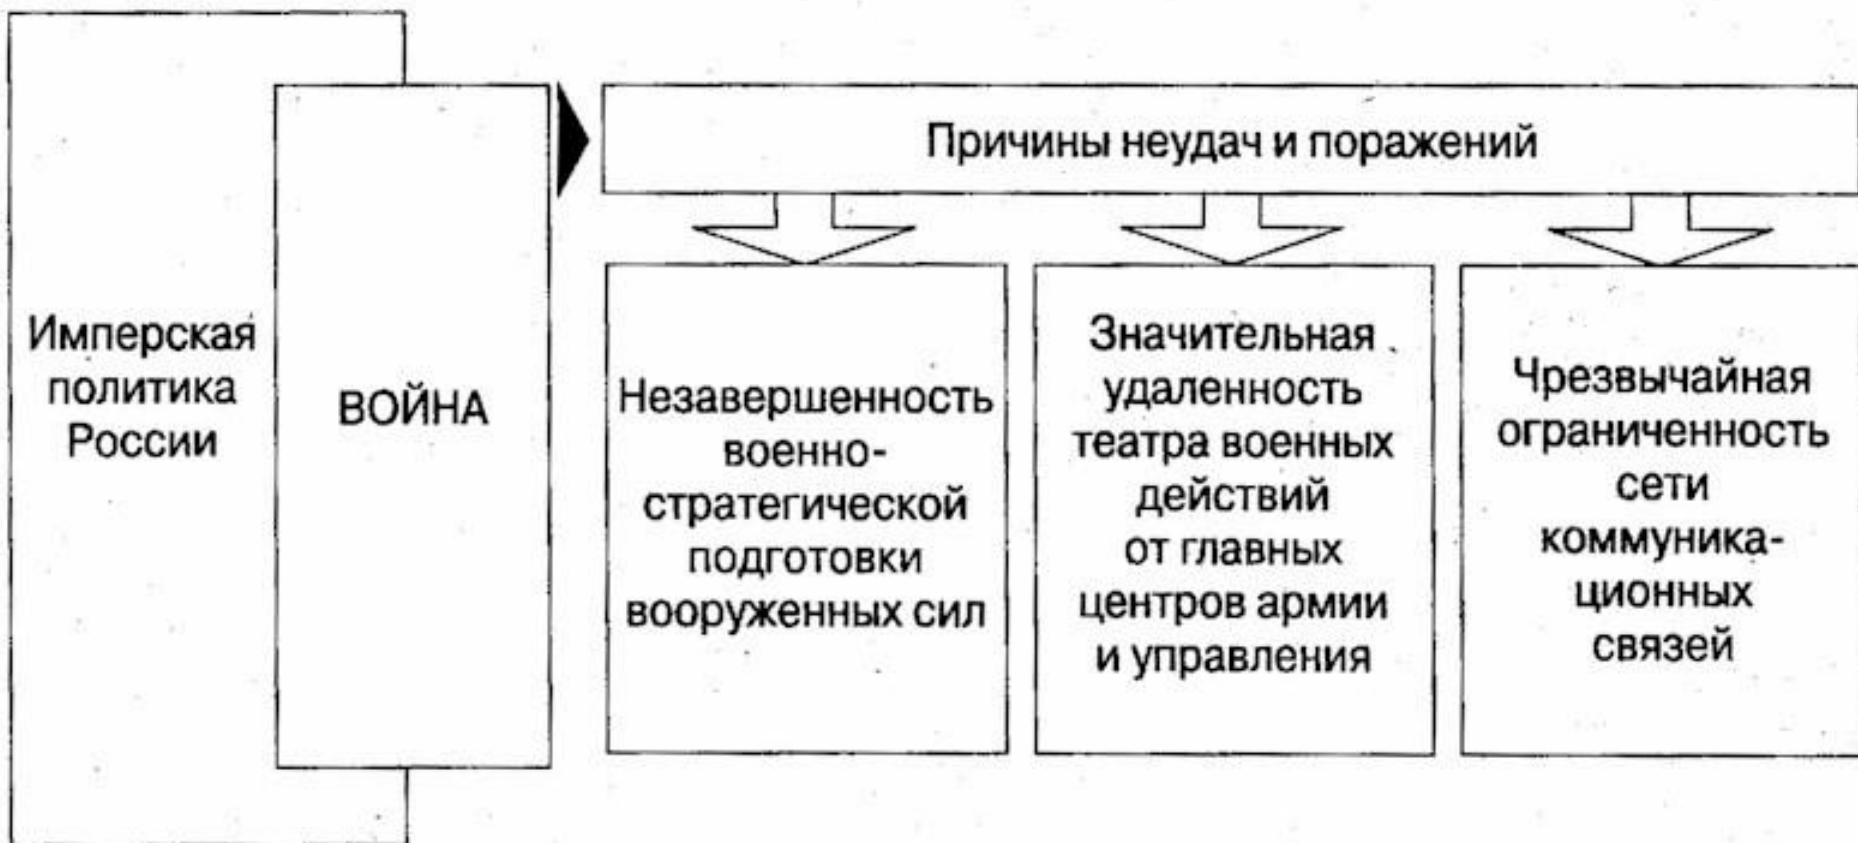 Имперская
политика
России
ВОЙНА
Причины неудач и поражений
Незавершенность
военно-
стратегической
подготовки
вооруженных сил
Значительная
удаленность
театра военных
действий
от главных
центров армии
и управления
Чрезвычайная
ограниченность
сети
коммуника-
ционных
связей